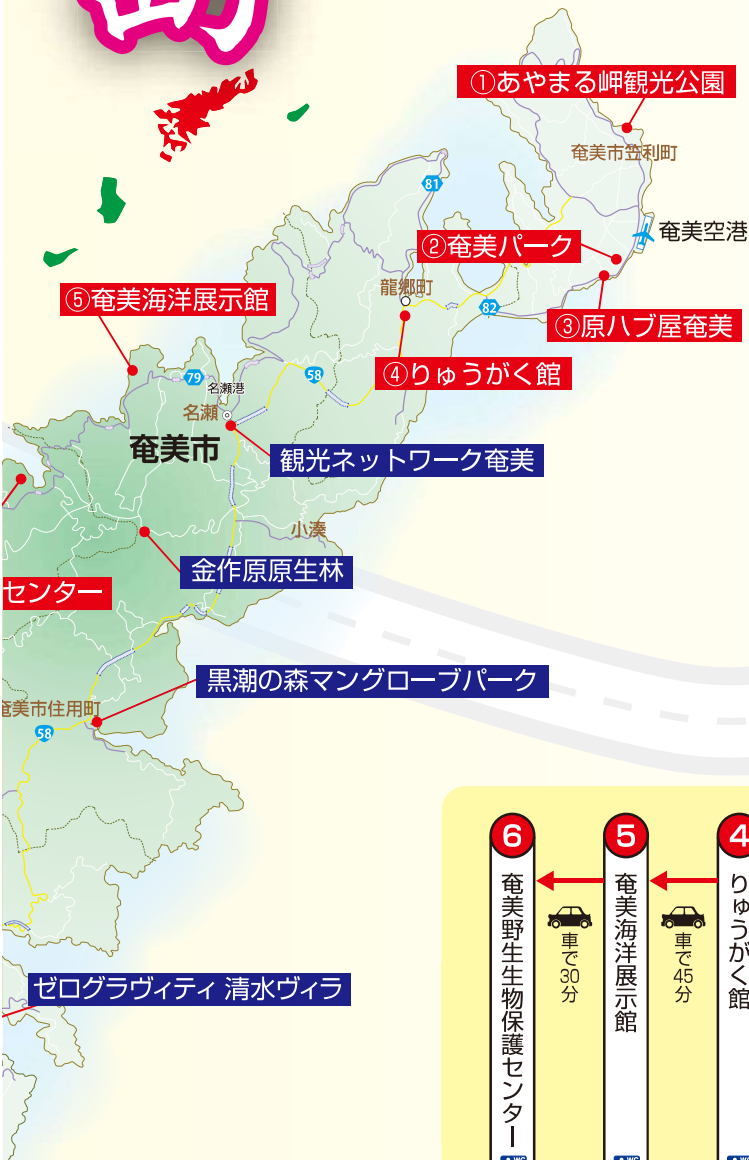 島
①あやまる岬観光公園
奄美市笠利町
81
奄美空港
②奄美パーク
龍郷町
⑤奄美海洋展示館
82
③原ハブ屋奄美
58
④りゅうがく館
79
名瀬港
名瀬
奄美市
観光ネットワーク奄美
小湊
金作原原生林
センター
黒潮の森マングローブパーク
奄美市住用町
58
ゼログラヴィティ 清水ヴィラ
4
りゅうがく館
車で45分
5
奄美海洋展示館
車で30分
6
奄美野生生物保護センター